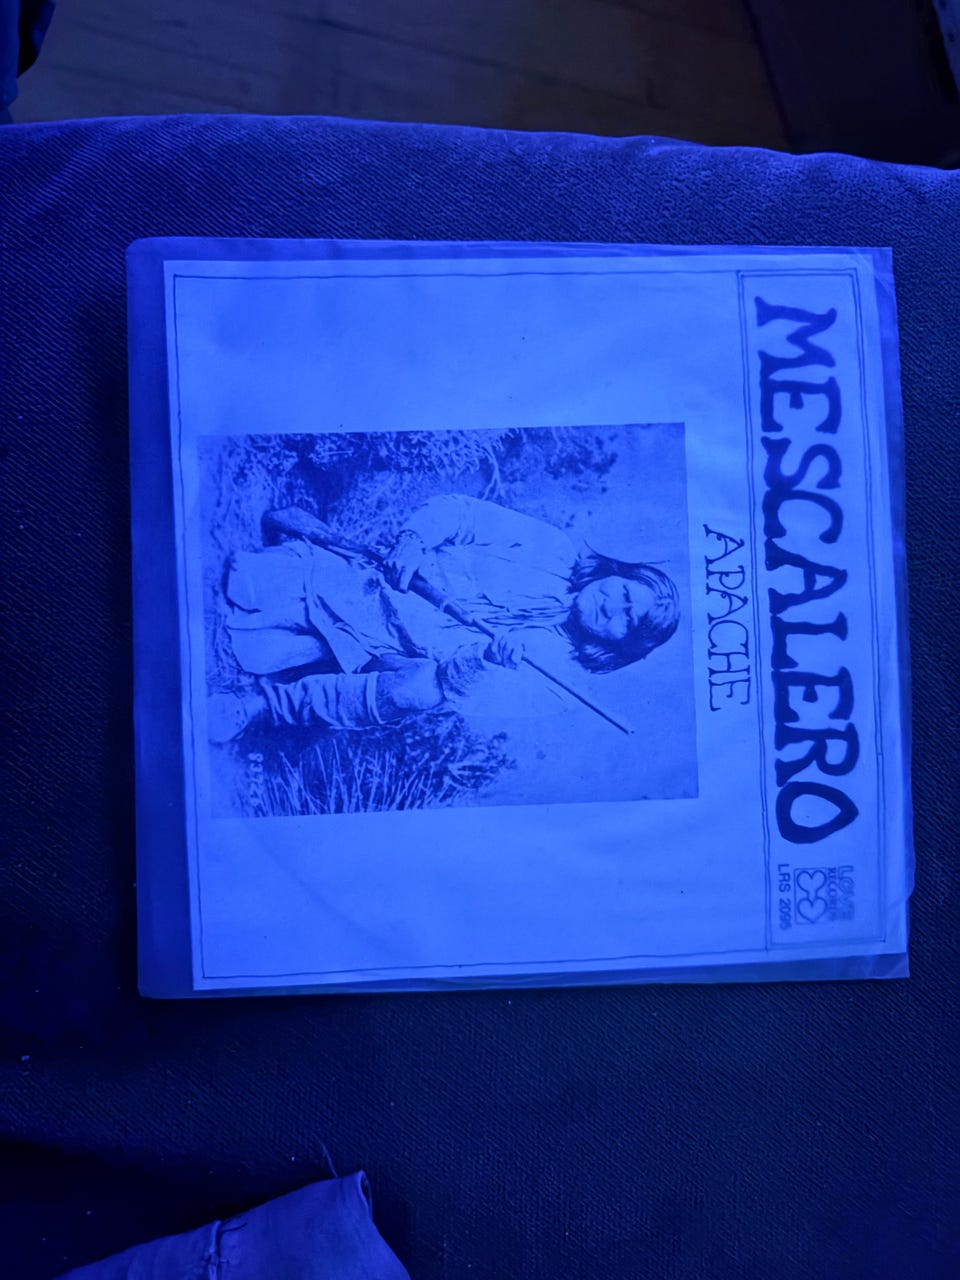 MESCALERO
LOVE
RECORDS
LRS 2095
APACHE